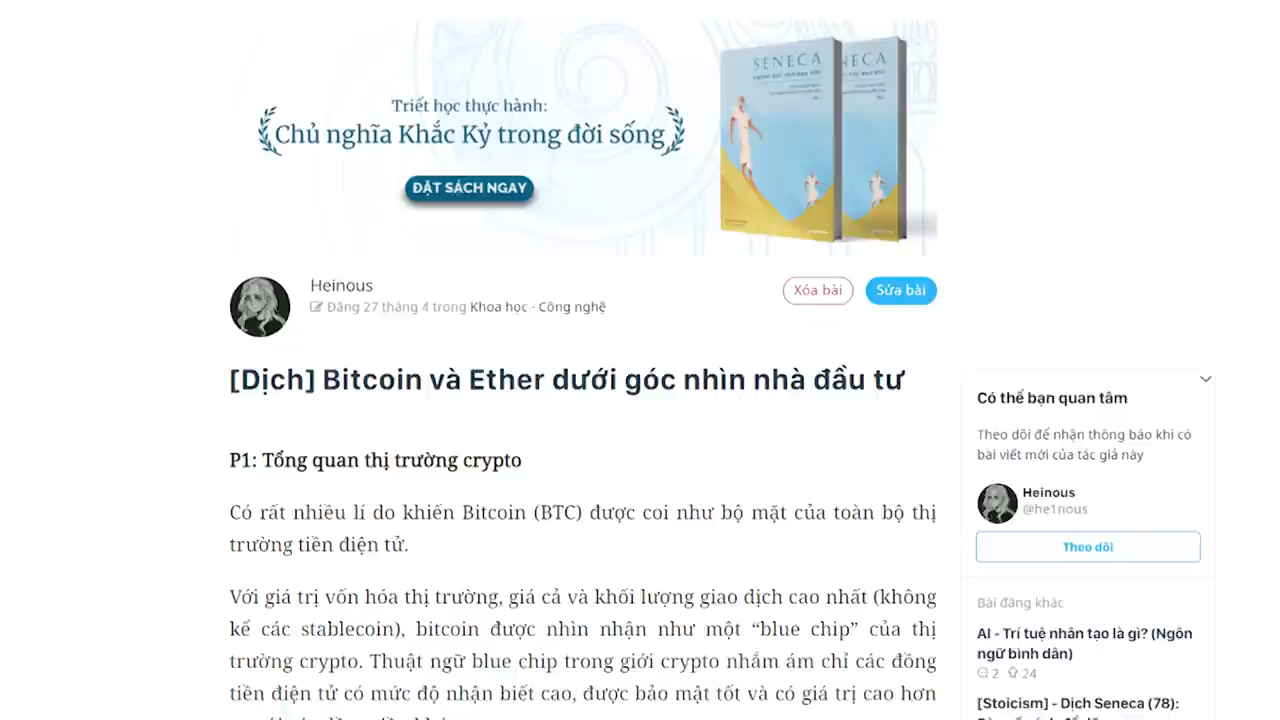 Triết học thực hành:
Chủ nghĩa Khắc Kỷ trong đời sống
ĐẶT SÁCH NGAY
SENECA
NECA
Heinous
Đăng 27 tháng 4 trong Khoa học - Công nghệ
Xóa bài
Sửa bài
[Dịch] Bitcoin và Ether dưới góc nhìn nhà đầu tư
P1: Tổng quan thị trường crypto
Có rất nhiều lí do khiến Bitcoin (BTC) được coi như bộ mặt của toàn bộ thị
trường tiền điện tử.
Với giá trị vốn hóa thị trường, giá cả và khối lượng giao dịch cao nhất (không
kể các stablecoin), bitcoin được nhìn nhận như một “blue chip” của thị
trường crypto. Thuật ngữ blue chip trong giới crypto nhắm ám chỉ các đồng
tiền điện tử có mức độ nhận biết cao, được bảo mật tốt và có giá trị cao hơn
Có thể bạn quan tâm
Theo dõi để nhận thông báo khi có
bài viết mới của tác giả này
Heinous
@he1nous
Theo dõi
Bài đăng khác
AI - Trí tuệ nhân tạo là gì? (Ngôn
ngữ bình dân)
2 24
[Stoicism] - Dịch Seneca (78):